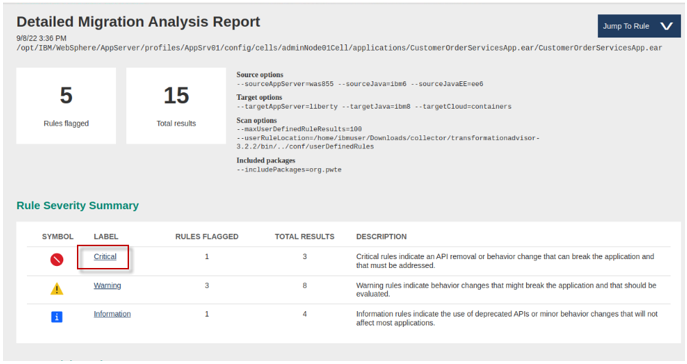 Detailed Migration Analysis Report
Jump To Rule
9/8/22 3:36 PM
/opt/IBM/WebSphere/AppServer/profiles/AppSrv01/config/cells/adminNode01Cell/applications/CustomerOrderServicesApp.ear/CustomerOrderServicesApp.ear
5
Rules flagged
15
Total results
Source options
--sourceAppServer=was855 --sourceJava=ibm6 --sourceJavaEE=ee6
Target options
--targetAppServer=liberty --targetJava=ibm8 --targetCloud=containers
Scan options
--maxUserDefinedRuleResults=100
--userRuleLocation=/home/ibmuser/Downloads/collector/transformationadvisor-
3.2.2/bin/../conf/userDefinedRules
Included packages
--includePackages=org.pwte
Rule Severity Summary
SYMBOL LABEL RULES FLAGGED TOTAL RESULTS DESCRIPTION
Critical 1 3 Critical rules indicate an API removal or behavior change that can break the application and
that must be addressed.
Warning 3 8 Warning rules indicate behavior changes that might break the application and that should be
evaluated.
Information 1 4 Information rules indicate the use of deprecated APIs or minor behavior changes that will not
affect most applications.